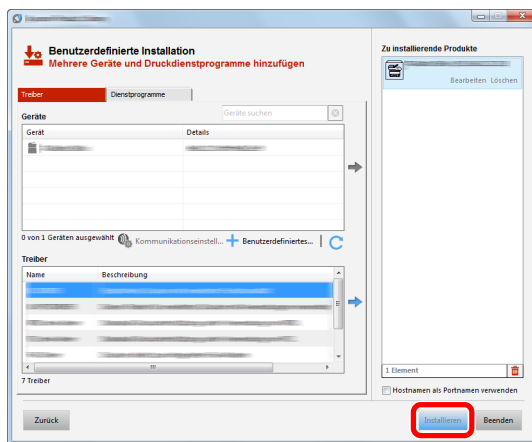 Benutzerdefinierte Installation
Mehrere Geräte und Druckdienstprogramme hinzufügen
Treiber
Dienstprogramme
Geräte
Geräte suchen
Gerät
Details
0 von 1 Geräten ausgewählt
Kommunikationseinstell...
Benutzerdefiniertes...
Treiber
Name
Beschreibung
7 Treiber
Zu installierende Produkte
Bearbeiten Löschen
1 Element
Hostnamen als Portnamen verwenden
Zurück
Installieren
Beenden